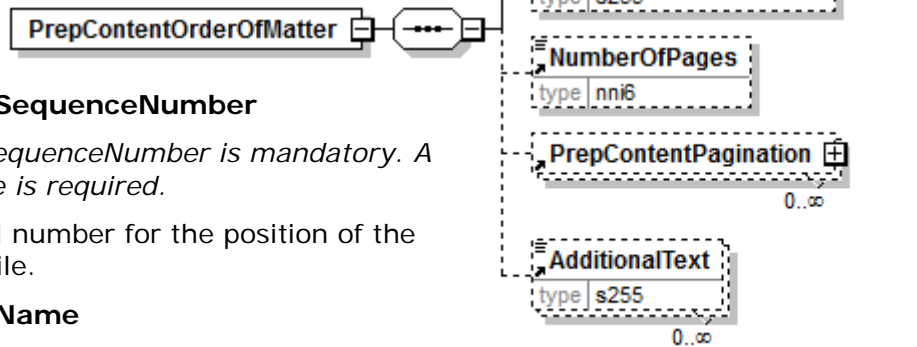 type s255
PrepContentOrderOfMatter
NumberOfPages
type nni6
SequenceNumber
equenceNumber is mandatory. A
e is required.
PrepContentPagination
0..∞
l number for the position of the
ile.
AdditionalText
type s255
0..∞
Name